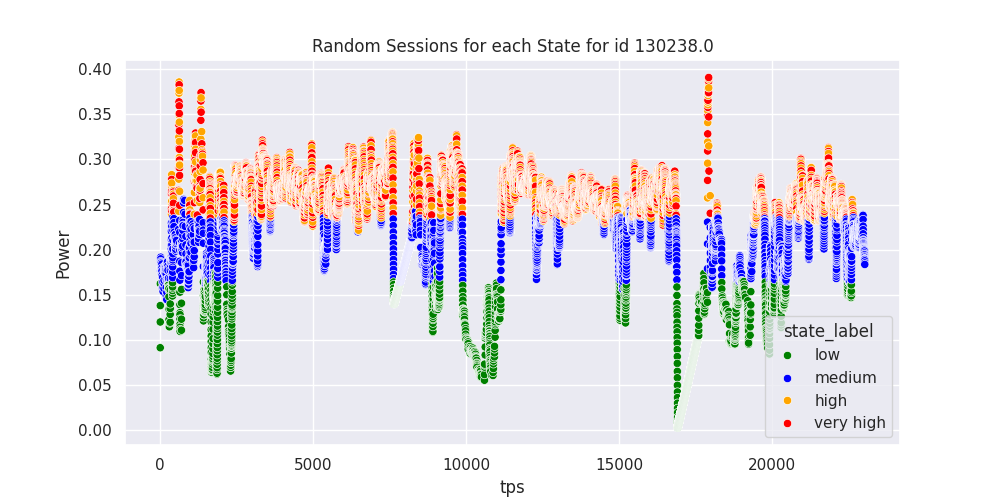 Random Sessions for each State for id 130238.0
Power
0.40
0.35
0.30
0.25
0.20
0.15
0.10
0.05
0.00
0 5000 10000 15000 20000
tps
state_label
low
medium
high
very high